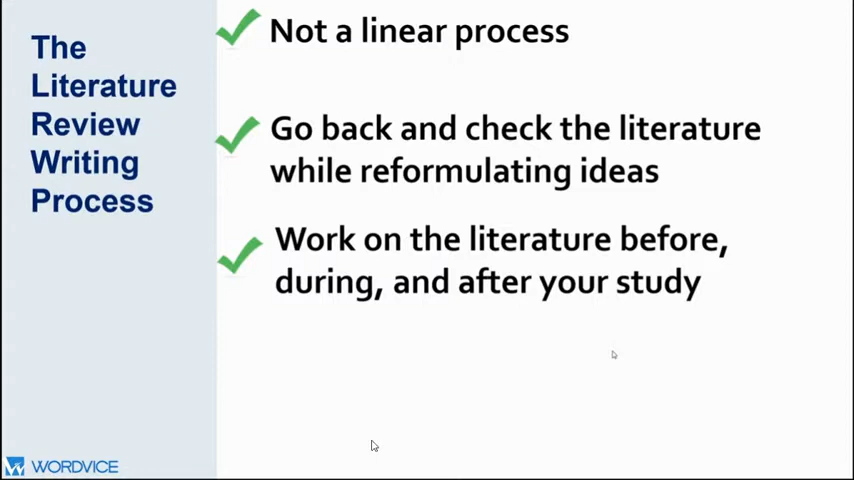 The
Literature
Review
Writing
Process
Not a linear process
Go back and check the literature
while reformulating ideas
Work on the literature before,
during, and after your study
WORDVICE